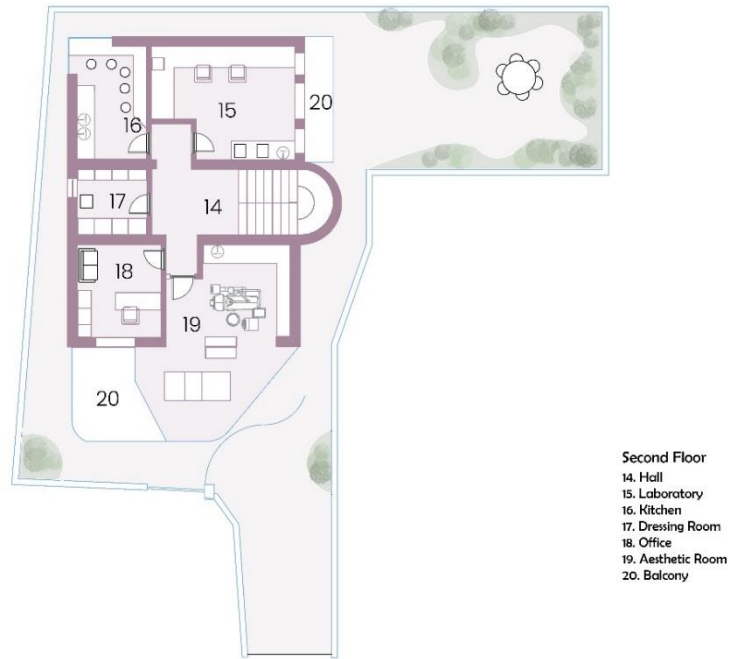 16
15
20
17
14
18
19
20
Second Floor
14. Hall
15. Laboratory
16. Kitchen
17. Dressing Room
18. Office
19. Aesthetic Room
20. Balcony